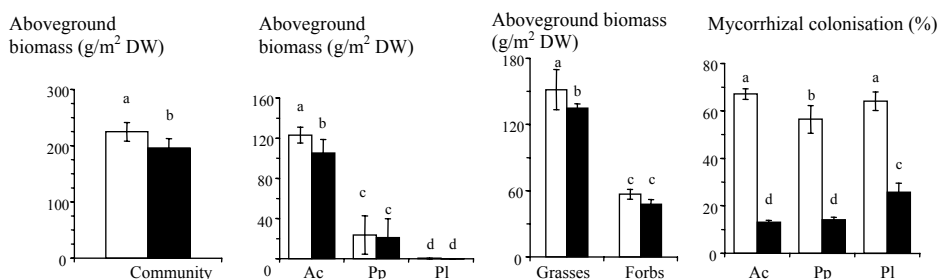 Aboveground
biomass (g/m² DW)
300
200
100
0
a
b
Community
Aboveground
biomass (g/m² DW)
160
120
80
40
0
a
b
c
c
d
d
Ac
Pp
Pl
Aboveground biomass
(g/m² DW)
180
120
60
0
a
b
c
c
Grasses
Forbs
Mycorrhizal colonisation (%)
80
60
40
20
0
a
d
b
d
a
c
Ac
Pp
Pl